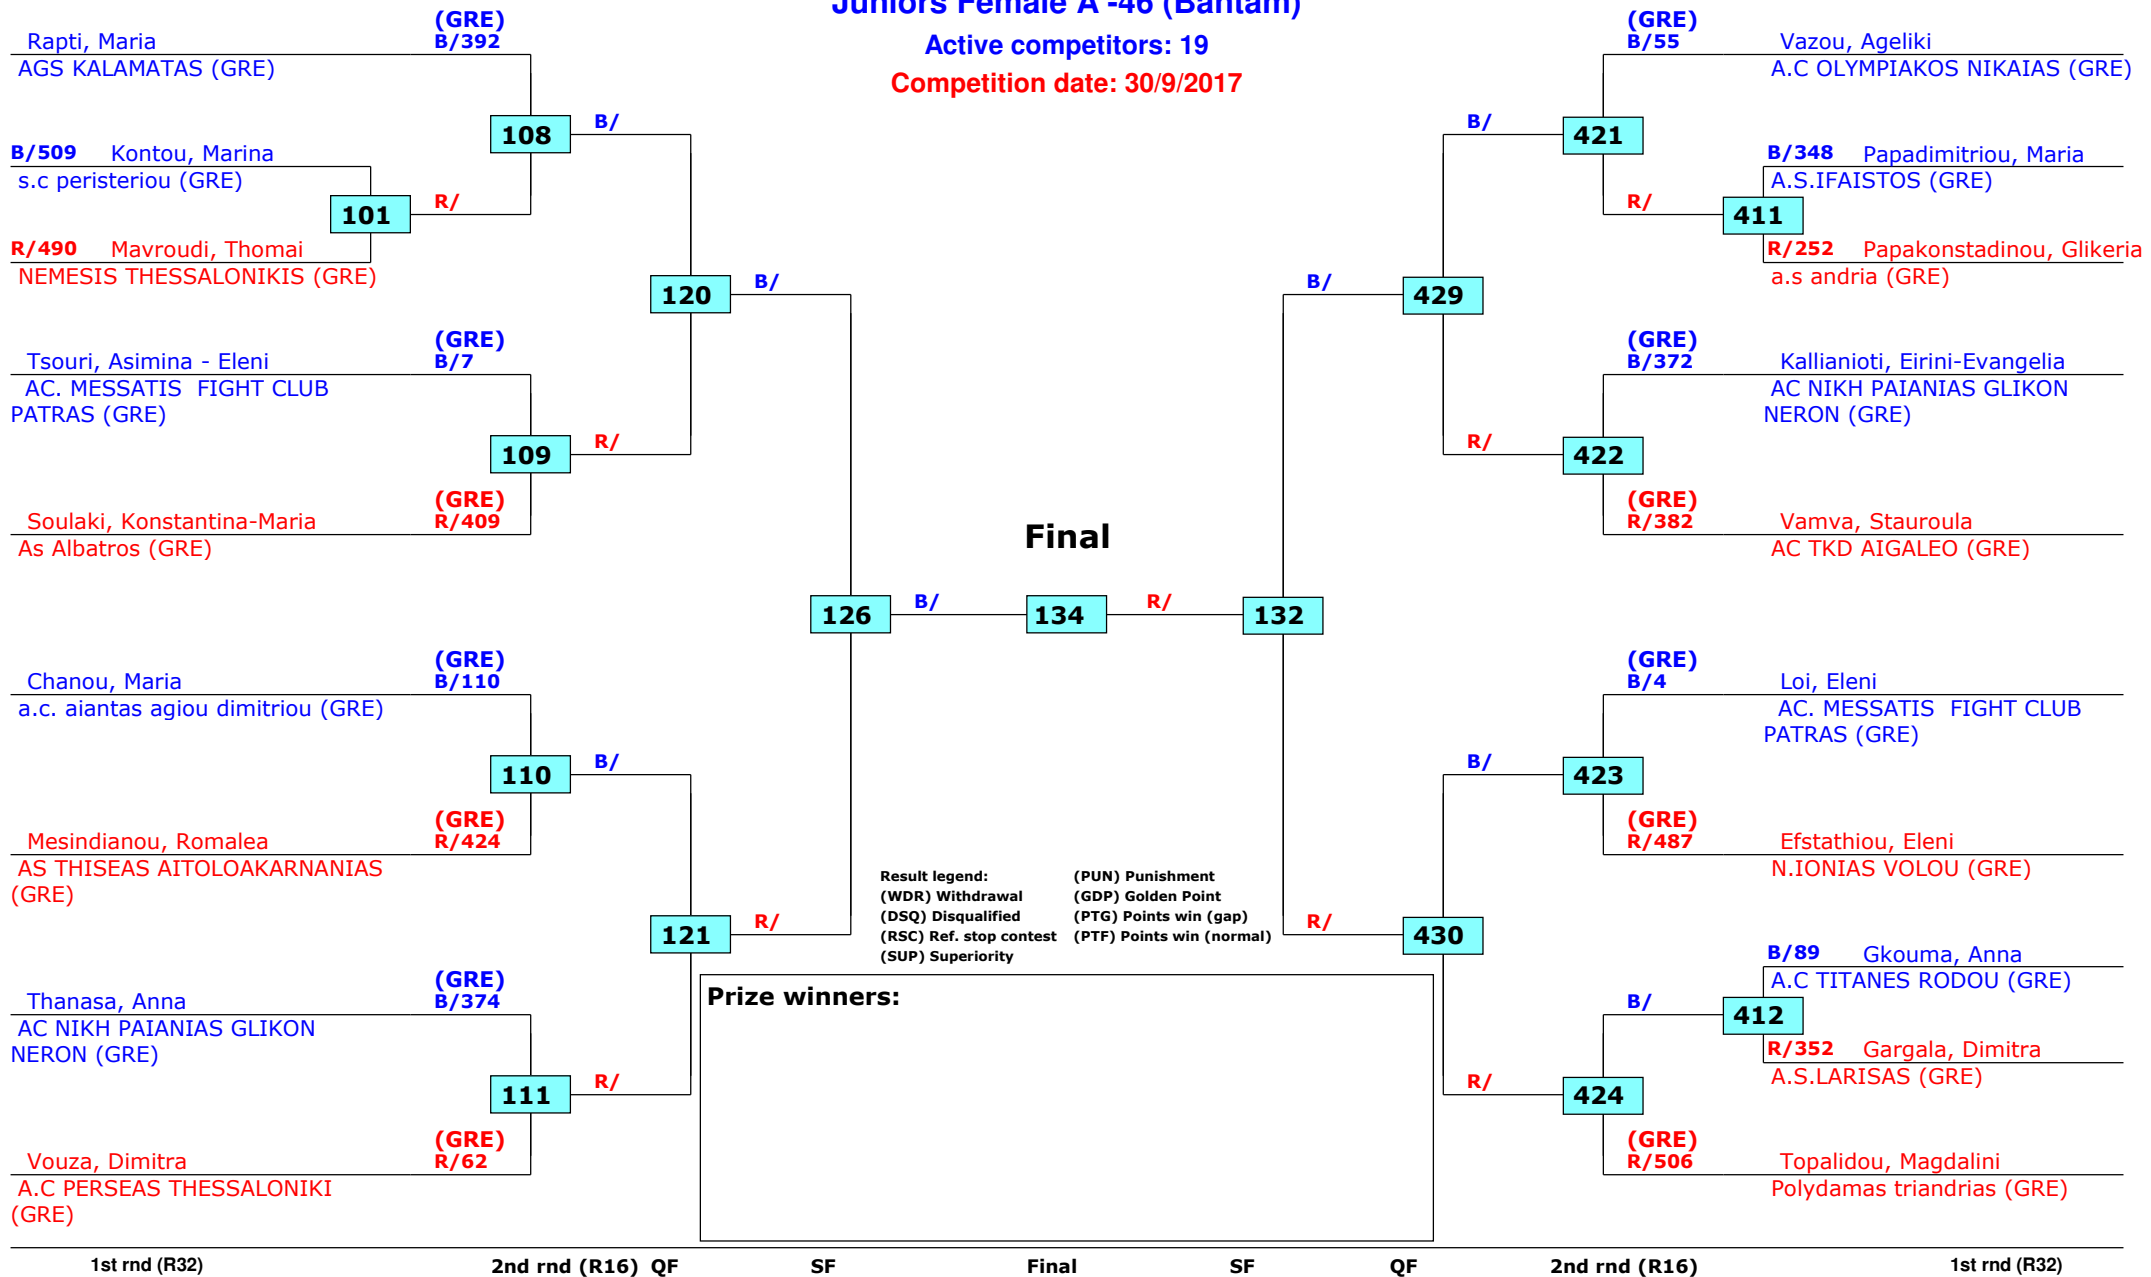 Juniors Female A -46 (Bantam)
Active competitors: 19
Competition date: 30/9/2017
(GRE)
Rapti, Maria B/392
AGS KALAMATAS (GRE)
108
B/
B/509 Kontou, Marina
s.c peristeriou (GRE)
101
R/
R/490 Mavroudi, Thomai
NEMESIS THESSALONIKIS (GRE)
120
B/
(GRE)
Tsouri, Asimina - Eleni B/7
AC. MESSATIS FIGHT CLUB
PATRAS (GRE)
109
R/
(GRE)
Soulaki, Konstantina-Maria R/409
As Albatros (GRE)
126
B/
(GRE)
Chanou, Maria B/110
a.c. aiantas agiou dimitriou (GRE)
110
B/
(GRE)
Mesindianou, Romalea R/424
AS THISEAS AITOLOAKARNANIAS
(GRE)
121
R/
(GRE)
Thanasa, Anna B/374
AC NIKH PAIANIAS GLIKON
NERON (GRE)
111
R/
(GRE)
Vouza, Dimitra R/62
A.C PERSEAS THESSALONIKI
(GRE)
Final
134
R/
132
(GRE)
B/55 Vazou, Ageliki
A.C OLYMPIAKOS NIKAIAS (GRE)
B/
421
B/348 Papadimitriou, Maria
A.S.IFAISTOS (GRE)
R/
411
R/252 Papakonstadinou, Glikeria
a.s andria (GRE)
B/
429
(GRE)
B/372 Kallianioti, Eirini-Evangelia
AC NIKH PAIANIAS GLIKON
NERON (GRE)
R/
422
(GRE)
R/382 Vamva, Stauroula
AC TKD AIGALEO (GRE)
(GRE)
B/4 Loi, Eleni
AC. MESSATIS FIGHT CLUB
PATRAS (GRE)
B/
423
(GRE)
R/487 Efstathiou, Eleni
N.IONIAS VOLOU (GRE)
R/
430
B/89 Gkouma, Anna
A.C TITANES RODOU (GRE)
B/
412
R/352 Gargala, Dimitra
A.S.LARISAS (GRE)
R/
424
(GRE)
R/506 Topalidou, Magdalini
Polydamas triandrias (GRE)
Result legend: (PUN) Punishment
(WDR) Withdrawal (GDP) Golden Point
(DSQ) Disqualified (PTG) Points win (gap)
(RSC) Ref. stop contest (PTF) Points win (normal)
(SUP) Superiority
Prize winners:
1st rnd (R32) 2nd rnd (R16) QF SF Final SF QF 2nd rnd (R16) 1st rnd (R32)